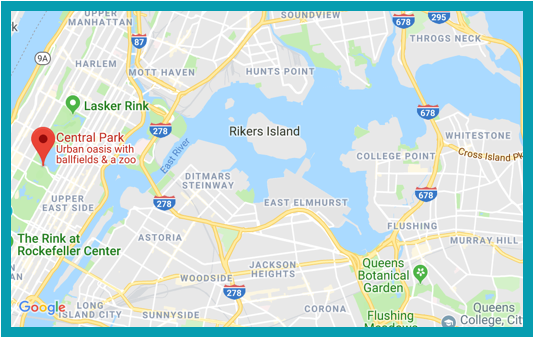 UPPER
MANHATTAN
SOUNDVIEW
678
295
THROGS NECK
k
87
9A
HARLEM
MOTT HAVEN
HUNTS POINT
Lasker Rink
278
678
Rikers Island
WHITESTONE
Central Park
Urban oasis with
ballfields & a zoo
East River
COLLEGE POINT
Cross Island Pk
DITMARS
STEINWAY
678
UPPER
EAST SIDE
278
EAST ELMHURST
FLUSHING
The Rink at
Rockefeller Center
ASTORIA
MURRAY HILL
JACKSON
HEIGHTS
Queens
Botanical
Garden
AN
WOODSIDE
278
Google
LONG
ISLAND CITY
SUNNYSIDE
CORONA
Flushing
Meadows
Queens
College, Cit